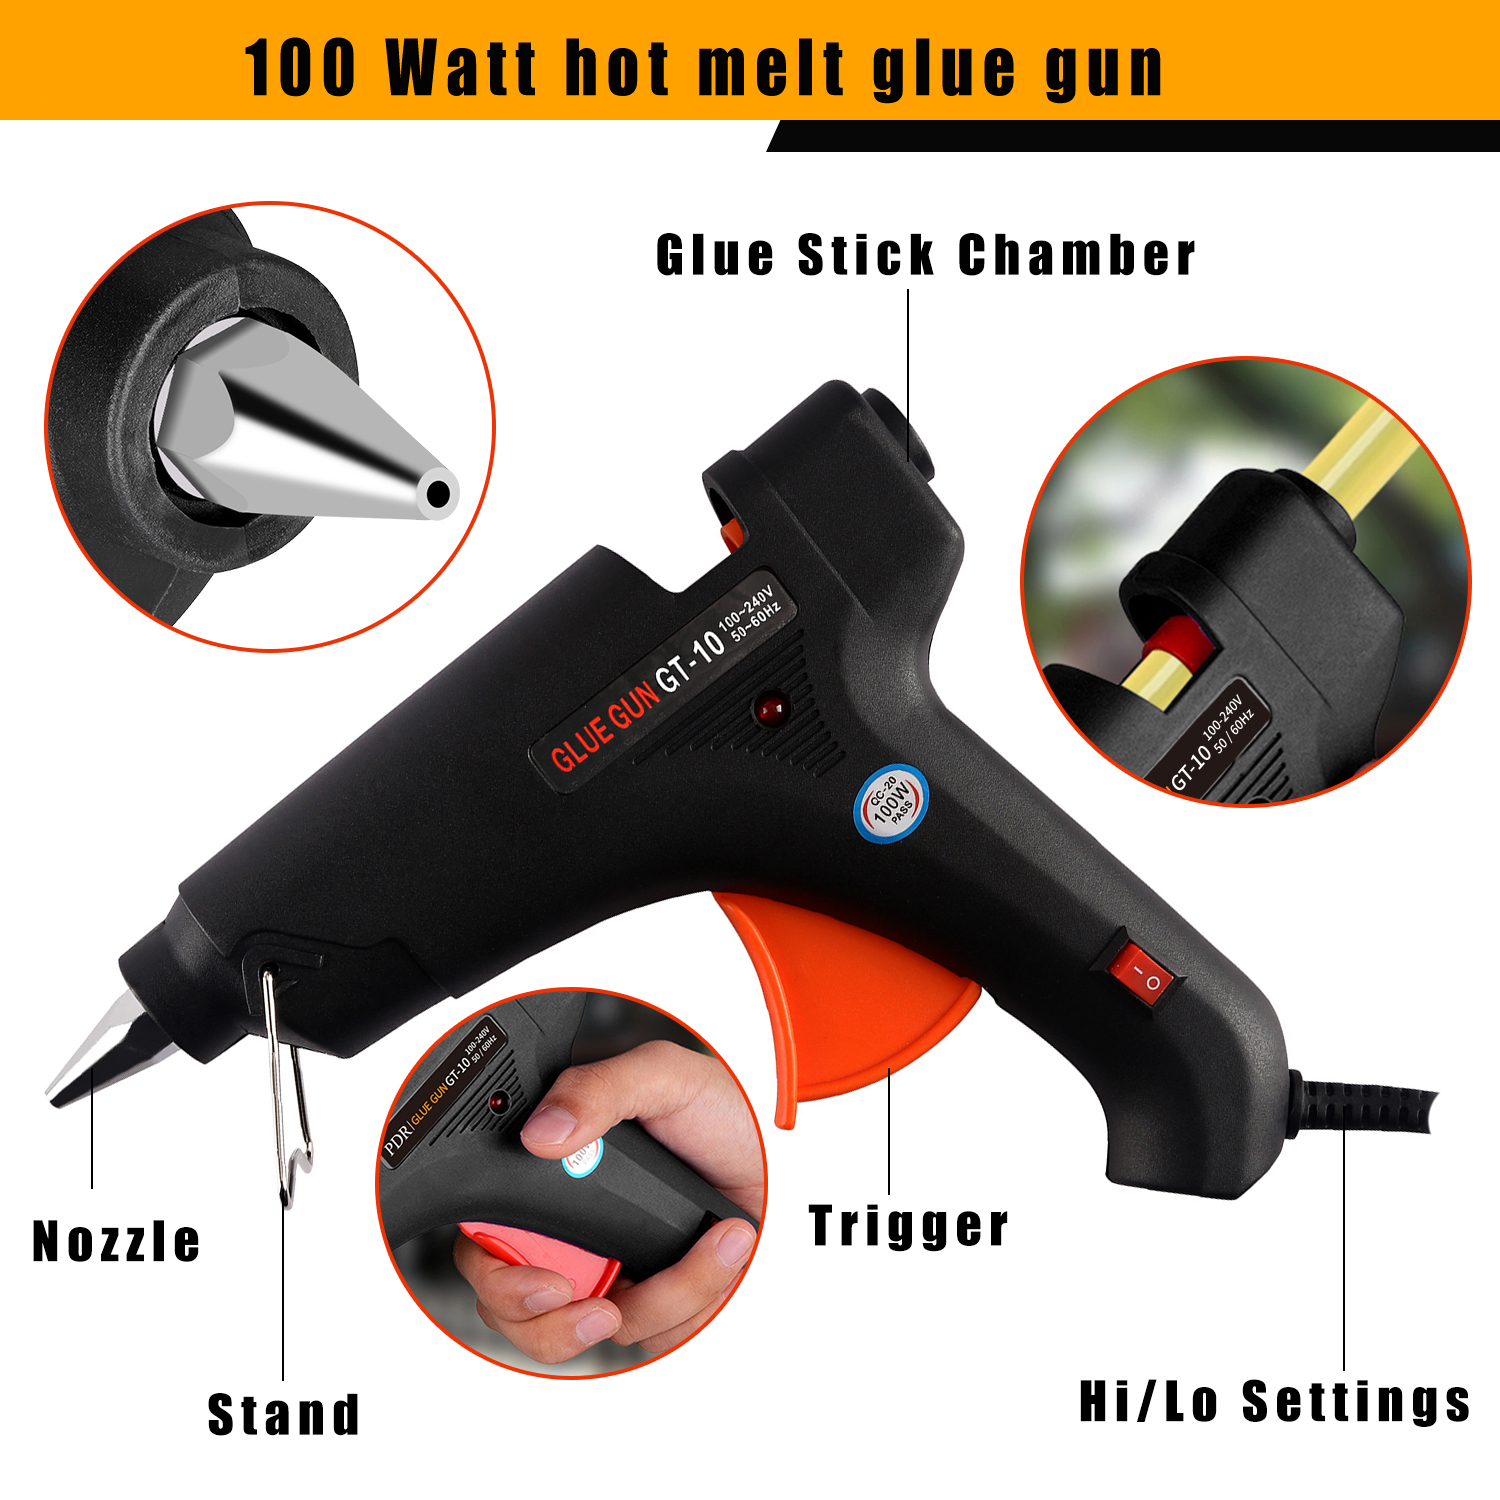 100 Watt hot melt glue gun
Glue Stick Chamber
GLUE GUN GT-10
100~240V
50~60Hz
GT-10
100-240V
50 / 60Hz
QC-20
100W
PASS
PDR|GLUE GUN GT-10
100-240V
50 / 60Hz
Nozzle
Trigger
Stand
Hi/Lo Settings